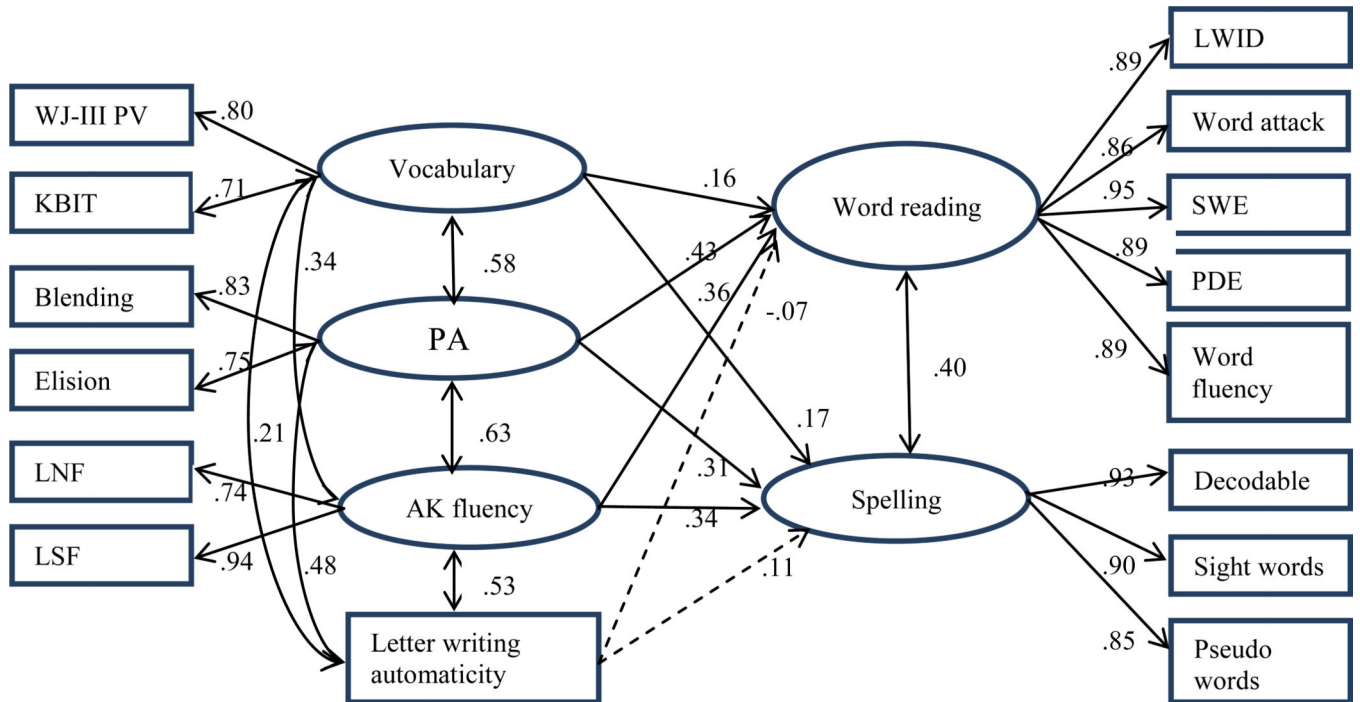 LWID
.89
WJ-III PV
.80
Word attack
.86
Vocabulary
.16
Word reading
KBIT
.71
.95
SWE
.34
.58
.43
.36
-.07
.89
PDE
Blending
.83
PA
.89
Word
fluency
Elision
.75
.40
.21
.63
.17
.31
LNF
.74
AK fluency
.34
Spelling
.93
Decodable
LSF
.94
.48
.53
.11
.90
Sight words
Letter writing
automaticity
.85
Pseudo
words